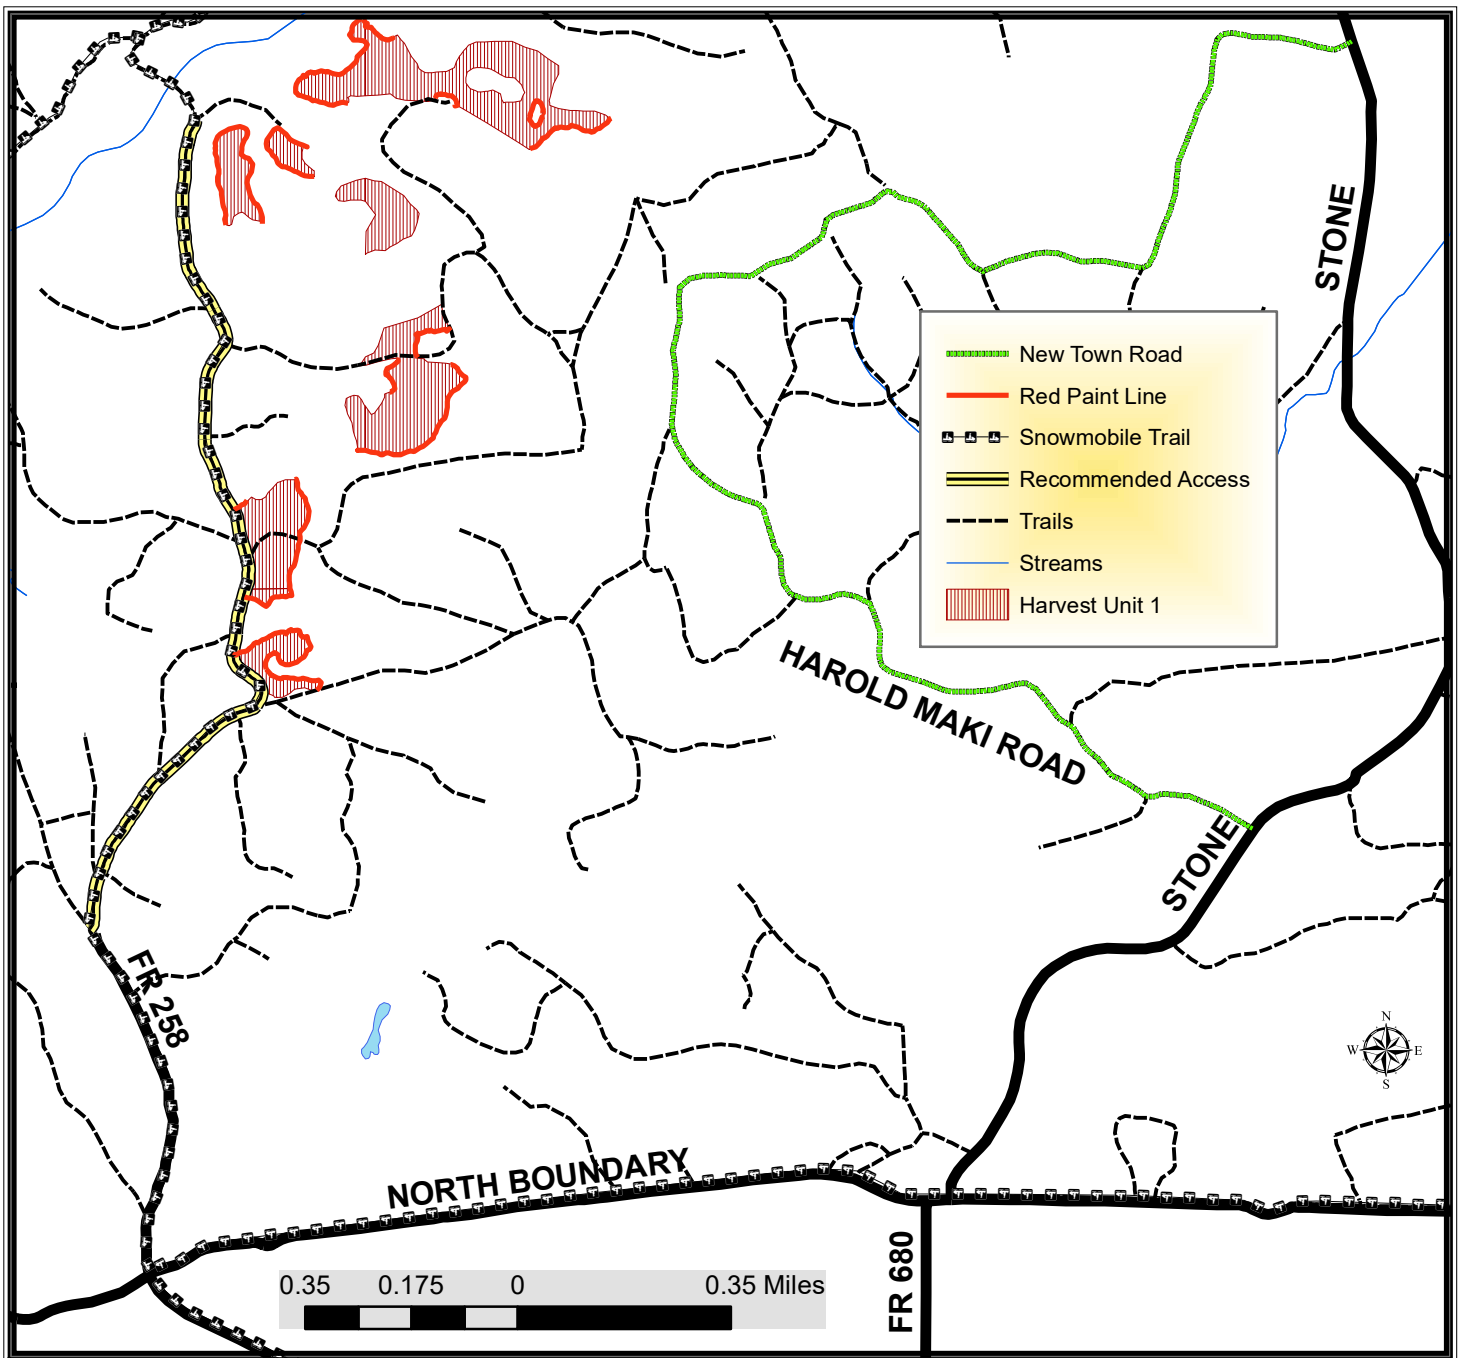 STONE
New Town Road
Red Paint Line
Snowmobile Trail
Recommended Access
Trails
Streams
Harvest Unit 1
HAROLD MAKI ROAD
STONE
FR 258
N
W E
S
NORTH BOUNDARY
FR 680
0.35 0.175 0 0.35 Miles